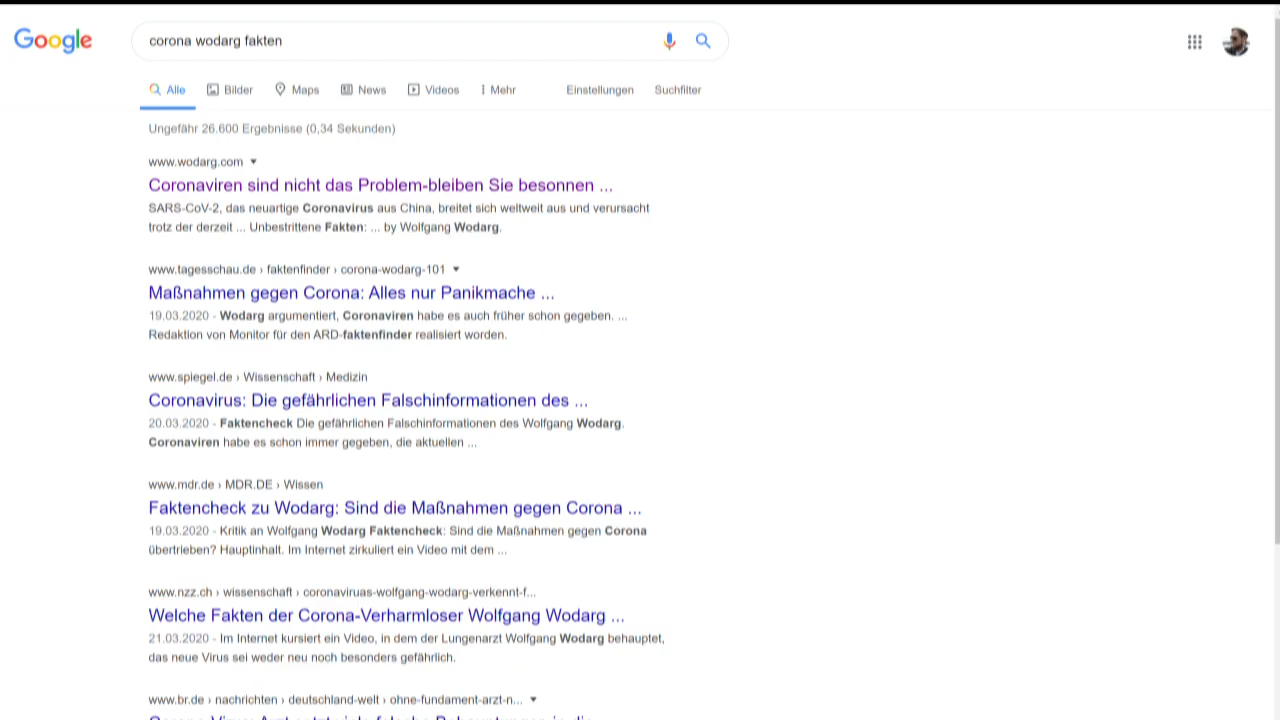 Google
corona wodarg fakten
Alle Bilder Maps News Videos Mehr Einstellungen Suchfilter
Ungefähr 26.600 Ergebnisse (0,34 Sekunden)
www.wodarg.com
Coronaviren sind nicht das Problem-bleiben Sie besonnen ...
SARS-CoV-2, das neuartige Coronavirus aus China, breitet sich weltweit aus und verursacht
trotz der derzeit ... Unbestrittene Fakten: ... by Wolfgang Wodarg.
www.tagesschau.de › faktenfinder › corona-wodarg-101
Maßnahmen gegen Corona: Alles nur Panikmache ...
19.03.2020 - Wodarg argumentiert, Coronaviren habe es auch früher schon gegeben. ...
Redaktion von Monitor für den ARD-faktenfinder realisiert worden.
www.spiegel.de › Wissenschaft › Medizin
Coronavirus: Die gefährlichen Falschinformationen des ...
20.03.2020 - Faktencheck Die gefährlichen Falschinformationen des Wolfgang Wodarg.
Coronaviren habe es schon immer gegeben, die aktuellen ...
www.mdr.de › MDR.DE › Wissen
Faktencheck zu Wodarg: Sind die Maßnahmen gegen Corona ...
19.03.2020 - Kritik an Wolfgang Wodarg Faktencheck: Sind die Maßnahmen gegen Corona
übertrieben? Hauptinhalt. Im Internet zirkuliert ein Video mit dem ...
www.nzz.ch › wissenschaft › coronaviruas-wolfgang-wodarg-verkennt-f...
Welche Fakten der Corona-Verharmloser Wolfgang Wodarg ...
21.03.2020 - Im Internet kursiert ein Video, in dem der Lungenarzt Wolfgang Wodarg behauptet,
das neue Virus sei weder neu noch besonders gefährlich.
www.br.de › nachrichten › deutschland-welt › ohne-fundament-arzt-n...